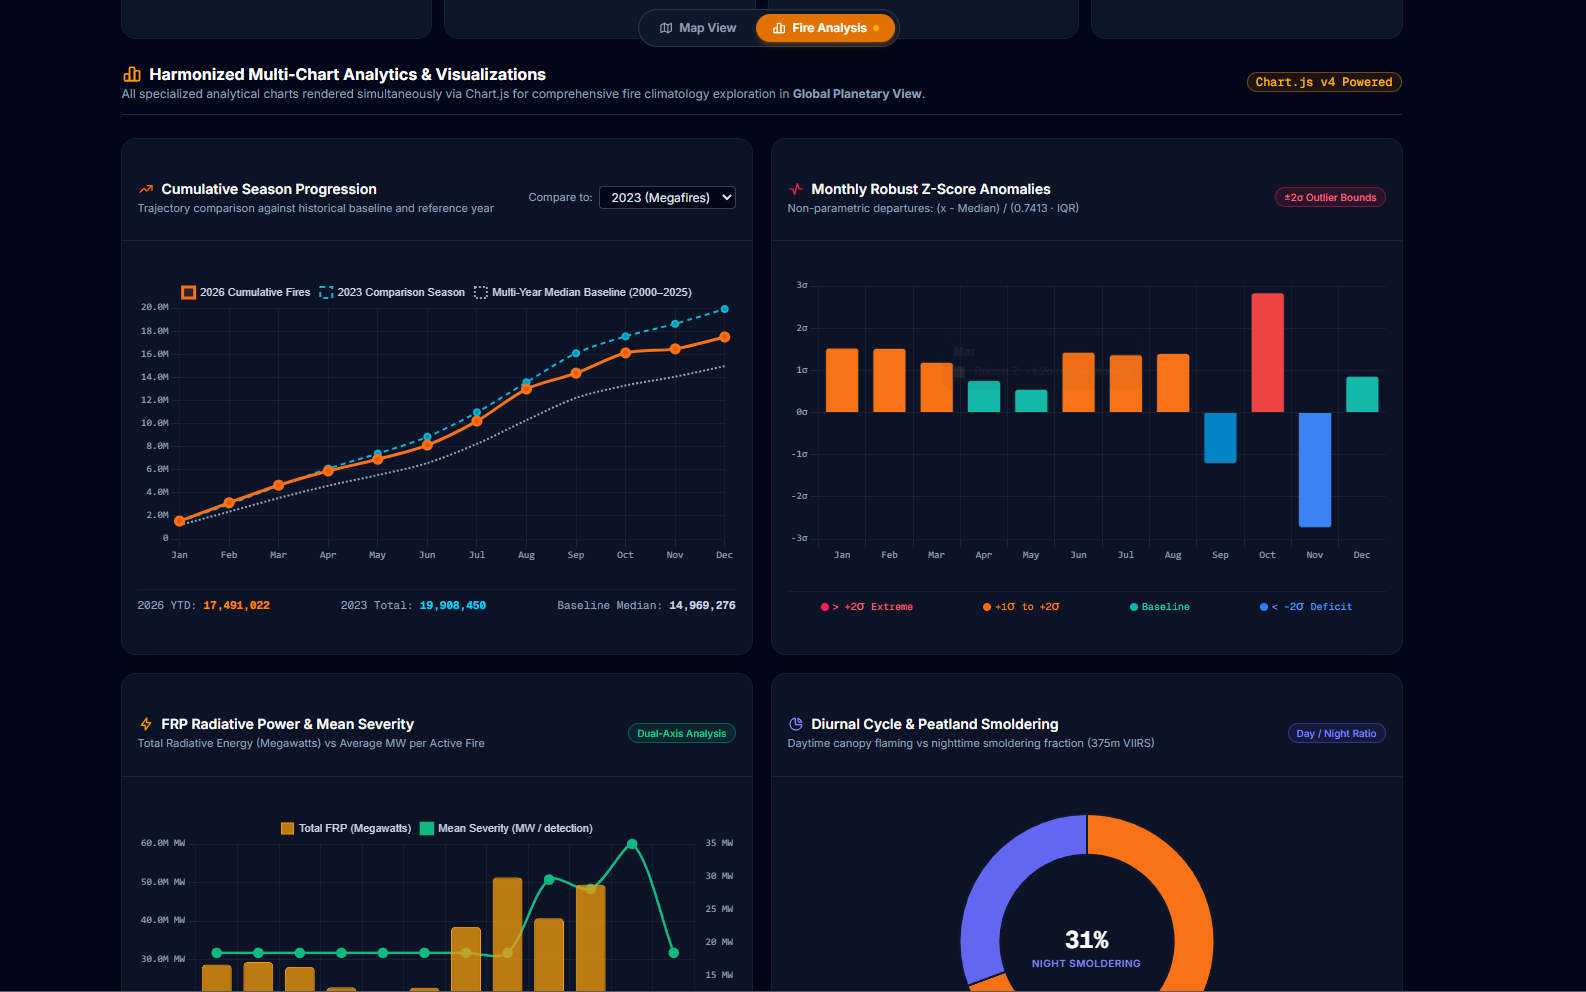 Map View
Fire Analysis
Harmonized Multi-Chart Analytics & Visualizations
All specialized analytical charts rendered simultaneously via Chart.js for comprehensive fire climatology exploration in Global Planetary View.
Chart.js v4 Powered
Cumulative Season Progression
Trajectory comparison against historical baseline and reference year
Compare to:
2023 (Megafires)
2026 Cumulative Fires
2023 Comparison Season
Multi-Year Median Baseline (2000–2025)
20.0M
18.0M
16.0M
14.0M
12.0M
10.0M
8.0M
6.0M
4.0M
2.0M
0
Jan Feb Mar Apr May Jun Jul Aug Sep Oct Nov Dec
2026 YTD: 17,491,022
2023 Total: 19,908,450
Baseline Median: 14,969,276
Monthly Robust Z-Score Anomalies
Non-parametric departures: (x - Median) / (0.7413 · IQR)
±2σ Outlier Bounds
3σ
2σ
1σ
0σ
-1σ
-2σ
-3σ
Mar
Jan Feb Mar Apr May Jun Jul Aug Sep Oct Nov Dec
> +2σ Extreme
+1σ to +2σ
Baseline
< -2σ Deficit
FRP Radiative Power & Mean Severity
Total Radiative Energy (Megawatts) vs Average MW per Active Fire
Dual-Axis Analysis
Total FRP (Megawatts)
Mean Severity (MW / detection)
60.0M MW
50.0M MW
40.0M MW
30.0M MW
35 MW
30 MW
25 MW
20 MW
15 MW
Diurnal Cycle & Peatland Smoldering
Daytime canopy flaming vs nighttime smoldering fraction (375m VIIRS)
Day / Night Ratio
31%
NIGHT SMOLDERING